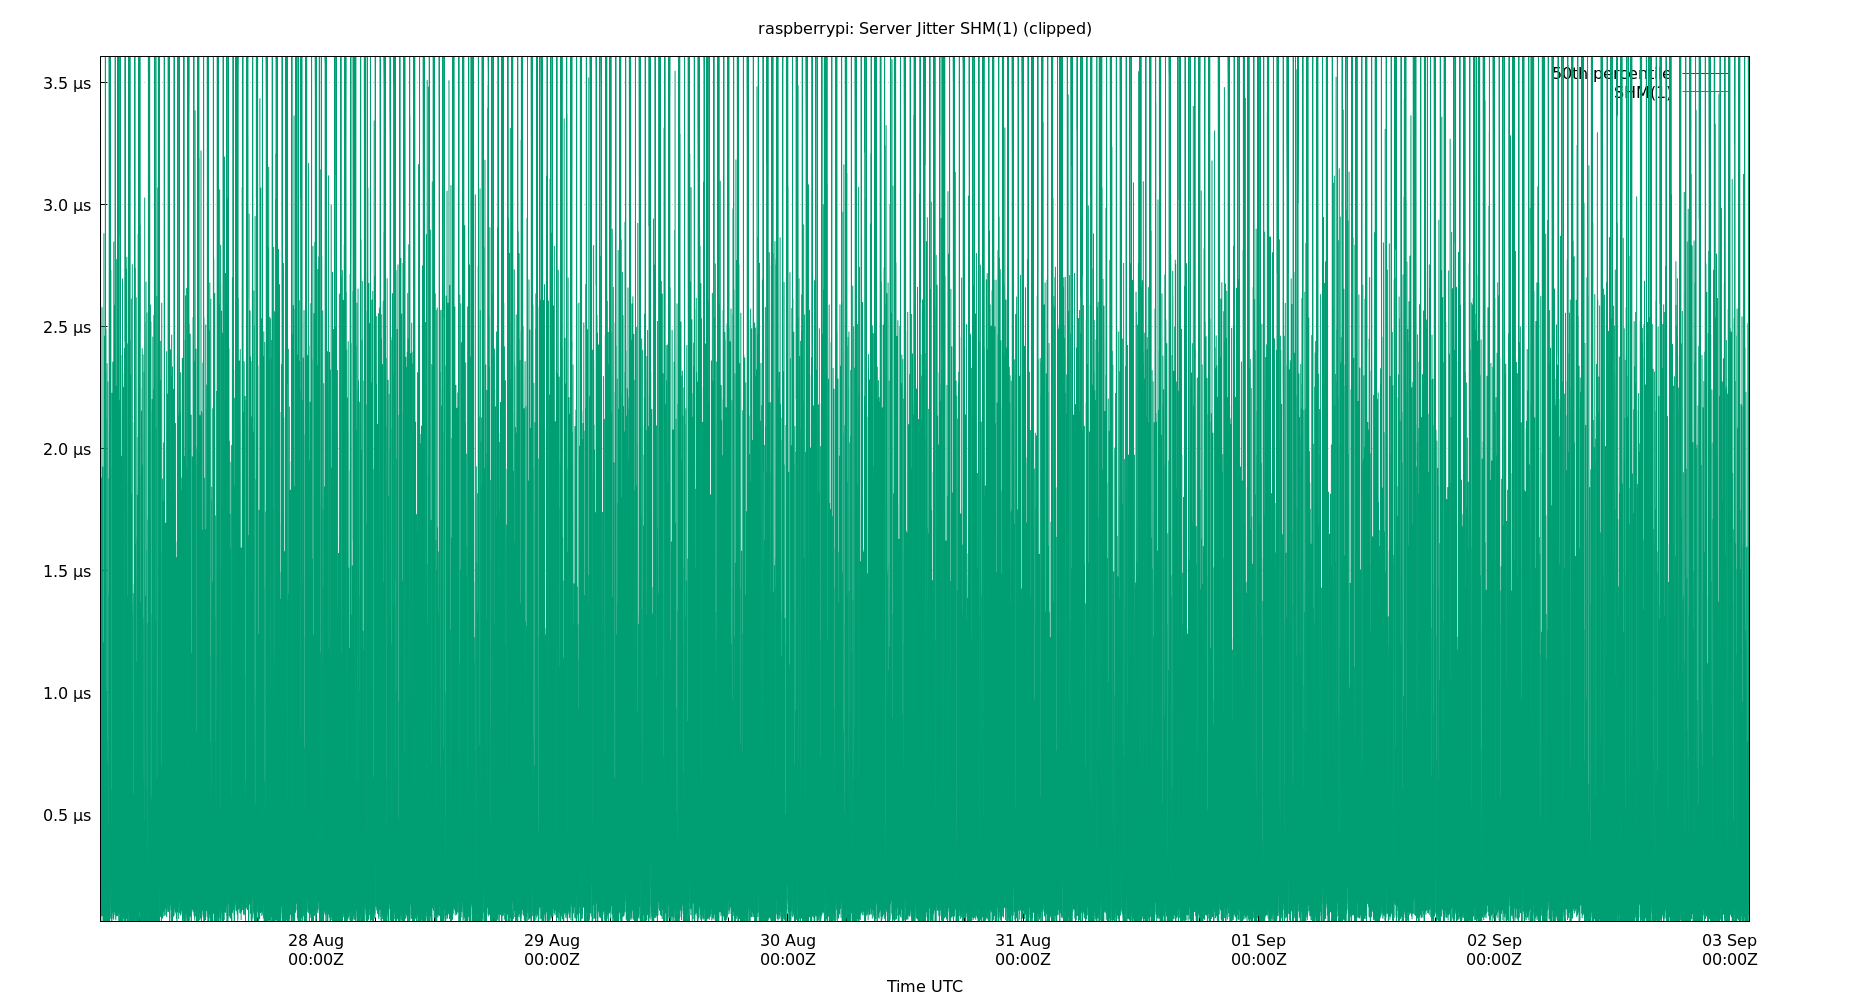 raspberrypi: Server Jitter SHM(1) (clipped)
3.5 µs
3.0 µs
2.5 µs
2.0 µs
1.5 µs
1.0 µs
0.5 µs
50th percentile
SHM(1)
28 Aug
00:00Z
29 Aug
00:00Z
30 Aug
00:00Z
31 Aug
00:00Z
01 Sep
00:00Z
02 Sep
00:00Z
03 Sep
00:00Z
Time UTC